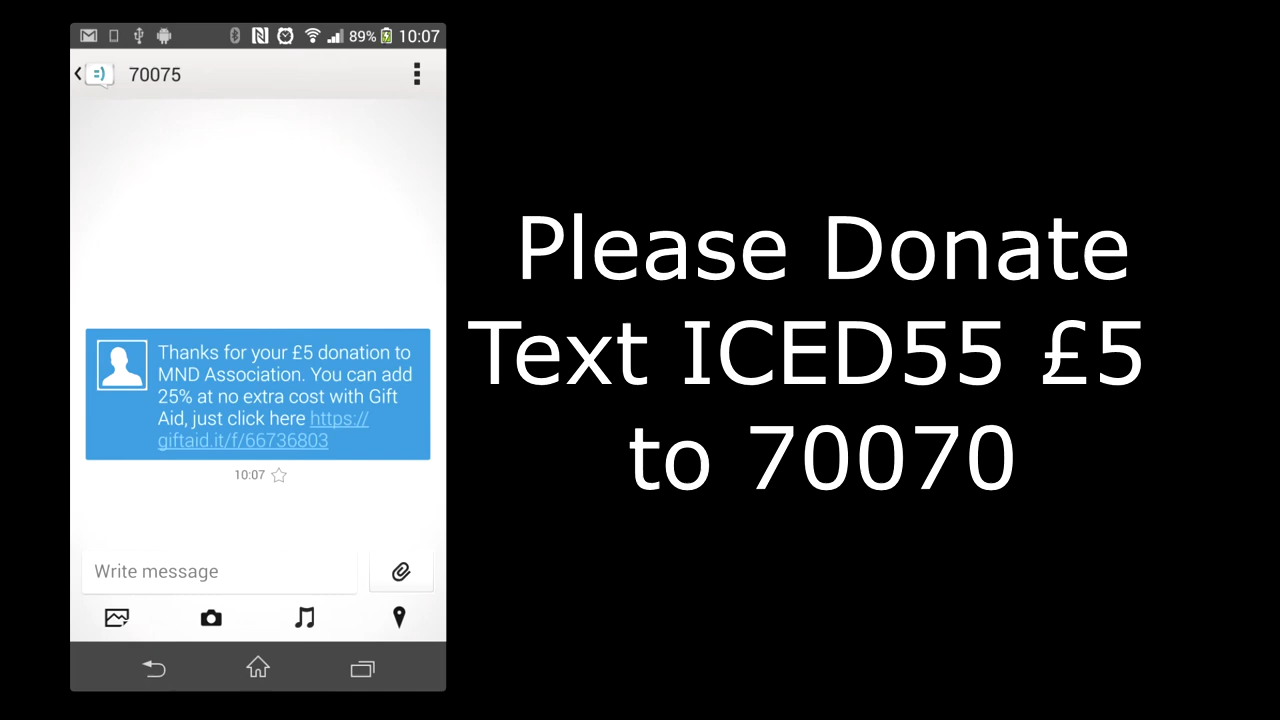 89% 10:07
70075
Thanks for your £5 donation to
MND Association. You can add
25% at no extra cost with Gift
Aid, just click here https://
giftaid.it/f/66736803
10:07
Write message
Please Donate
Text ICED55 £5
to 70070